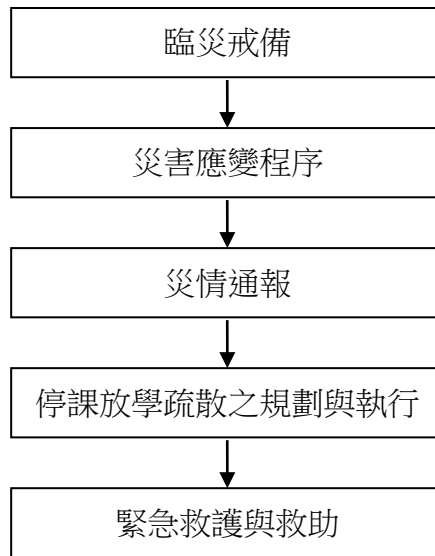 臨災戒備
災害應變程序
災情通報
停課放學疏散之規劃與執行
緊急救護與救助